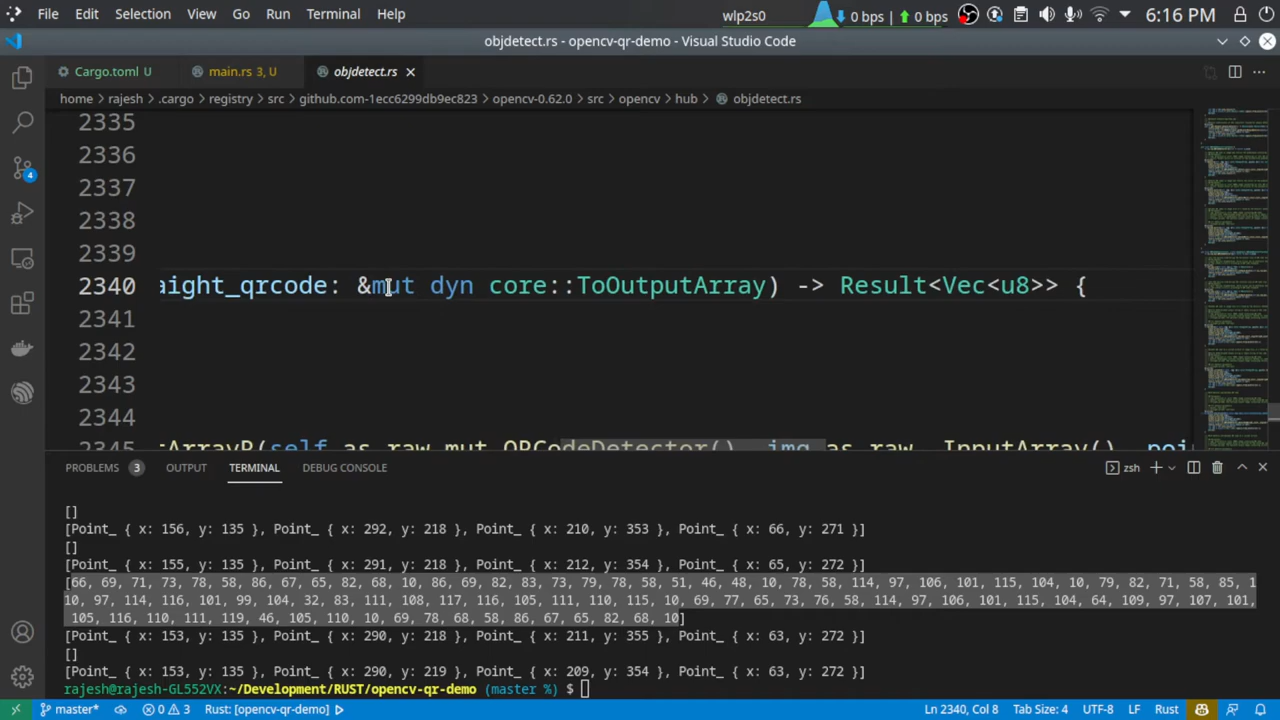 File Edit Selection View Go Run Terminal Help wlp2s0 0 bps 0 bps 6:16 PM
objdetect.rs - opencv-qr-demo - Visual Studio Code
Cargo.toml U main.rs 3, U objdetect.rs
home > rajesh > .cargo > registry > src > github.com-1ecc6299db9ec823 > opencv-0.62.0 > src > opencv > hub > objdetect.rs
2335
2336
2337
2338
2339
2340 aight_qrcode: &mut dyn core::ToOutputArray) -> Result<Vec<u8>> {
2341
2342
2343
2344
2345 tArrayR(self.as_raw_mut_QRCodeDetector(), img.as_raw__InputArray(), poi
PROBLEMS 3 OUTPUT TERMINAL DEBUG CONSOLE zsh
[]
[Point_ { x: 156, y: 135 }, Point_ { x: 292, y: 218 }, Point_ { x: 210, y: 353 }, Point_ { x: 66, y: 271 }]
[]
[Point_ { x: 155, y: 135 }, Point_ { x: 291, y: 218 }, Point_ { x: 212, y: 354 }, Point_ { x: 65, y: 272 }]
[66, 69, 71, 73, 78, 58, 86, 67, 65, 82, 68, 10, 86, 69, 82, 83, 73, 79, 78, 58, 51, 46, 48, 10, 78, 58, 114, 97, 106, 101, 115, 104, 10, 79, 82, 71, 58, 85, 1
10, 97, 114, 116, 101, 99, 104, 32, 83, 111, 108, 117, 116, 105, 111, 110, 115, 10, 69, 77, 65, 73, 76, 58, 114, 97, 106, 101, 115, 104, 64, 109, 97, 107, 101,
105, 116, 110, 111, 119, 46, 105, 110, 10, 69, 78, 68, 58, 86, 67, 65, 82, 68, 10]
[Point_ { x: 153, y: 135 }, Point_ { x: 290, y: 218 }, Point_ { x: 211, y: 355 }, Point_ { x: 63, y: 272 }]
[]
[Point_ { x: 153, y: 135 }, Point_ { x: 290, y: 219 }, Point_ { x: 209, y: 354 }, Point_ { x: 63, y: 272 }]
rajesh@rajesh-GL552VX:~/Development/RUST/opencv-qr-demo (master %) $
master* 0 3 Rust: [opencv-qr-demo] Ln 2340, Col 8 Tab Size: 4 UTF-8 LF Rust